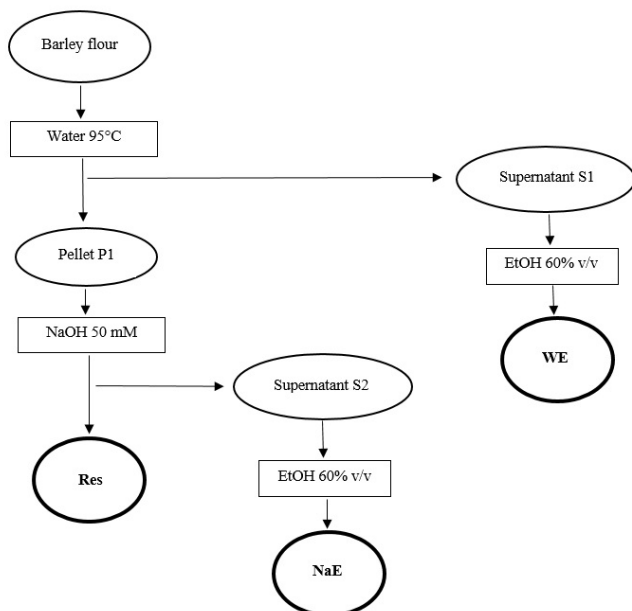 Barley flour
Water 95°C
Supernatant S1
Pellet P1
EtOH 60% v/v
NaOH 50 mM
WE
Supernatant S2
Res
EtOH 60% v/v
NaE